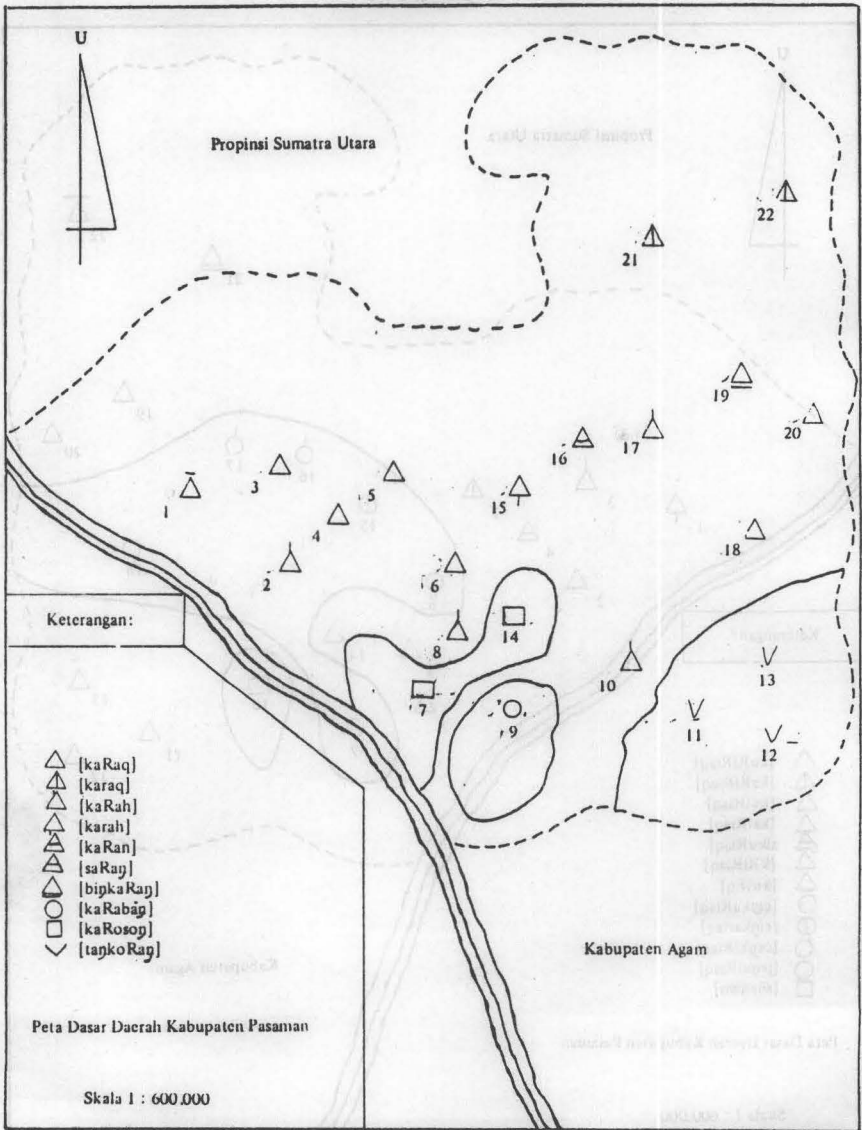 U
Propinsi Sumatra Utara
22
21
19
20
17
16
15
5
3
1
4
18
2
6
14
8
10
13
7
9
11
12
Keterangan:
[kaRaq]
[karaq]
[kaRah]
[karah]
[kaRan]
[saRaŋ]
[biŋkaRaŋ]
[kaRabaŋ]
[kaRosoŋ]
[taŋkoRaŋ]
Kabupaten Agam
Peta Dasar Daerah Kabupaten Pasaman
Skala 1 : 600.000